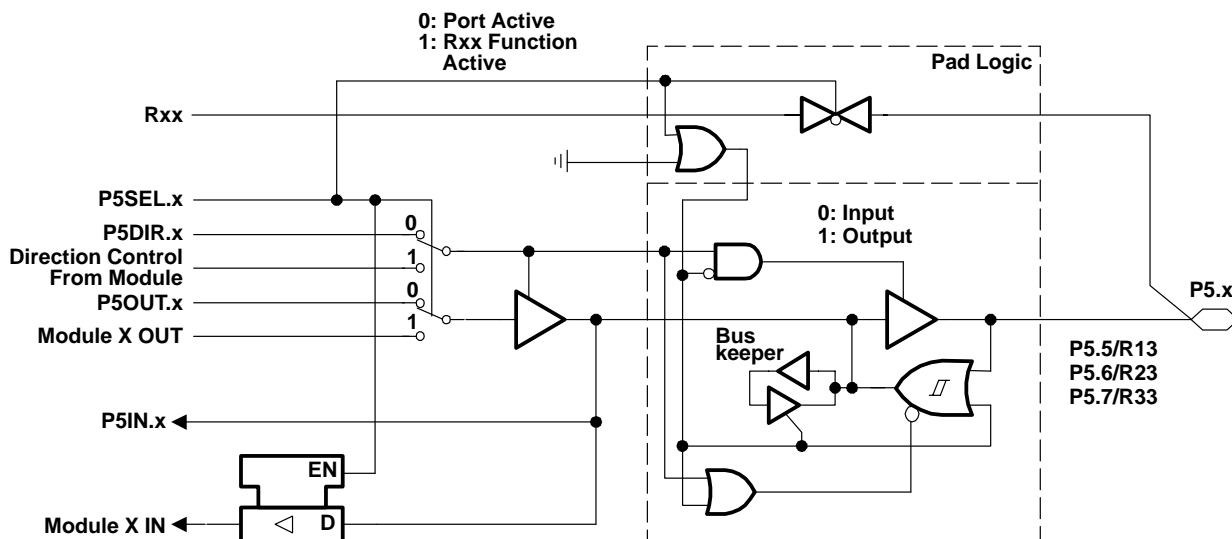 0: Port Active
1: Rxx Function
Active
Pad Logic
Rxx
P5SEL.x
P5DIR.x
0
Direction Control
From Module
1
P5OUT.x
0
Module X OUT
1
0: Input
1: Output
P5.x
Bus
keeper
P5.5/R13
P5.6/R23
P5.7/R33
P5IN.x
EN
Module X IN
D